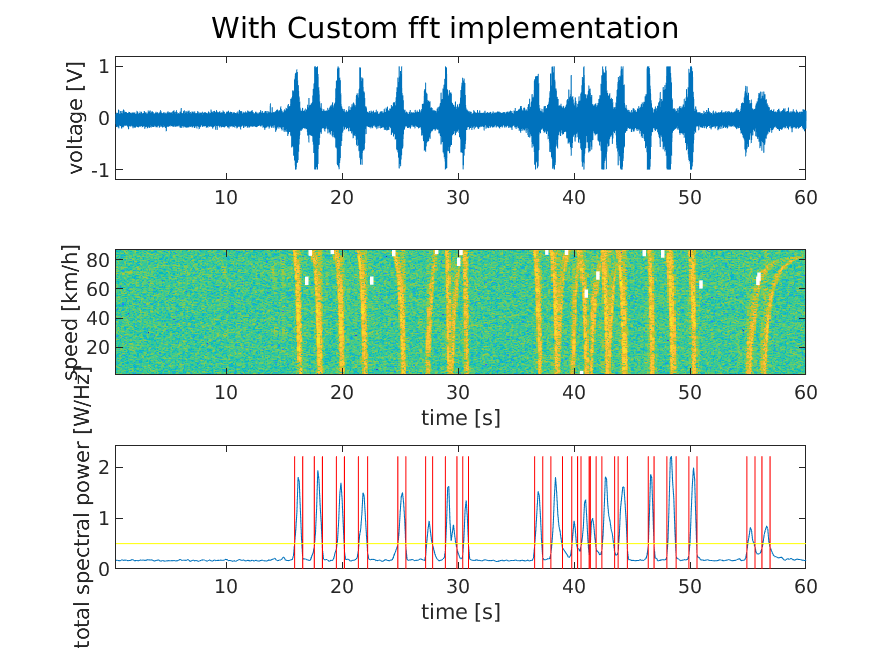 With Custom fft implementation
voltage [V]
1
0
-1
10 20 30 40 50 60
speed [km/h]
80
60
40
20
10 20 30 40 50 60
time [s]
total spectral power [W/Hz]
2
1
0
10 20 30 40 50 60
time [s]